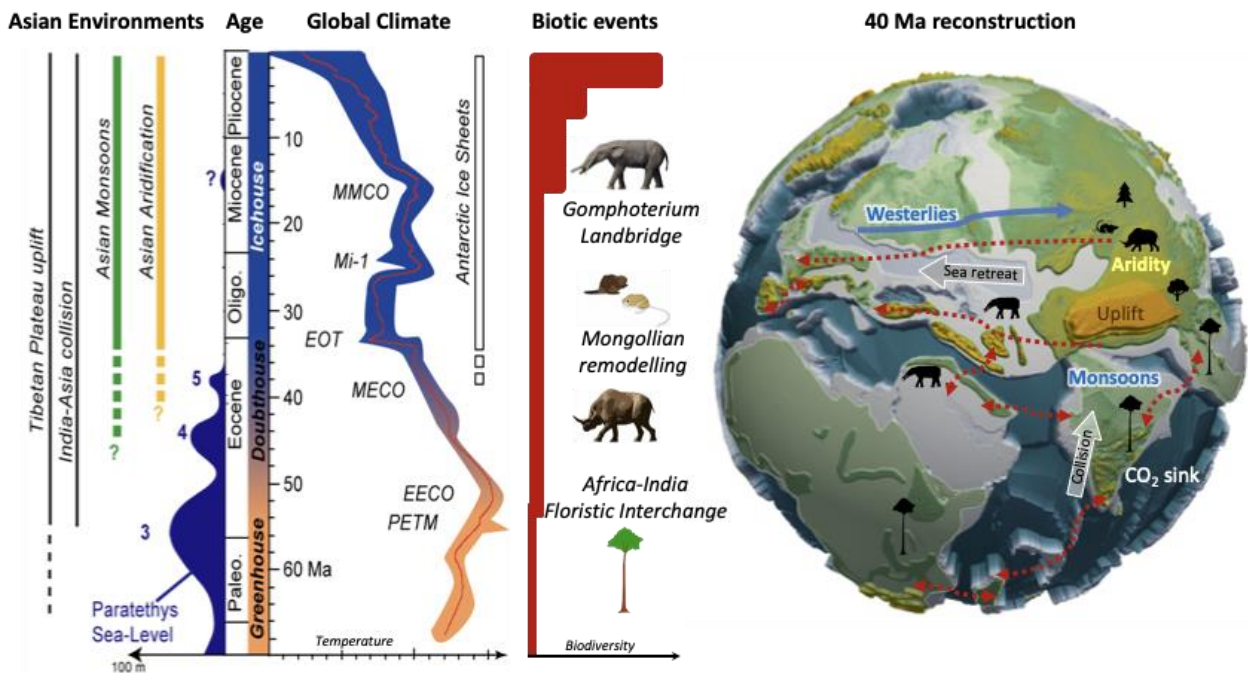 Asian Environments
Age
Global Climate
Biotic events
40 Ma reconstruction
Tibetan Plateau uplift
India-Asia collision
Asian Monsoons
?
Asian Aridification
?
?
5
4
3
Paratethys
Sea-Level
100 m
Pliocene
Miocene
Oligo.
Eocene
Paleo.
Icehouse
Doubthouse
Greenhouse
10
20
30
40
50
60 Ma
MMCO
Mi-1
EOT
MECO
EECO
PETM
Antarctic Ice Sheets
Temperature
Gomphoterium
Landbridge
Mongollian
remodelling
Africa-India
Floristic Interchange
Biodiversity
Westerlies
Sea retreat
Aridity
Uplift
Monsoons
Collision
CO₂ sink